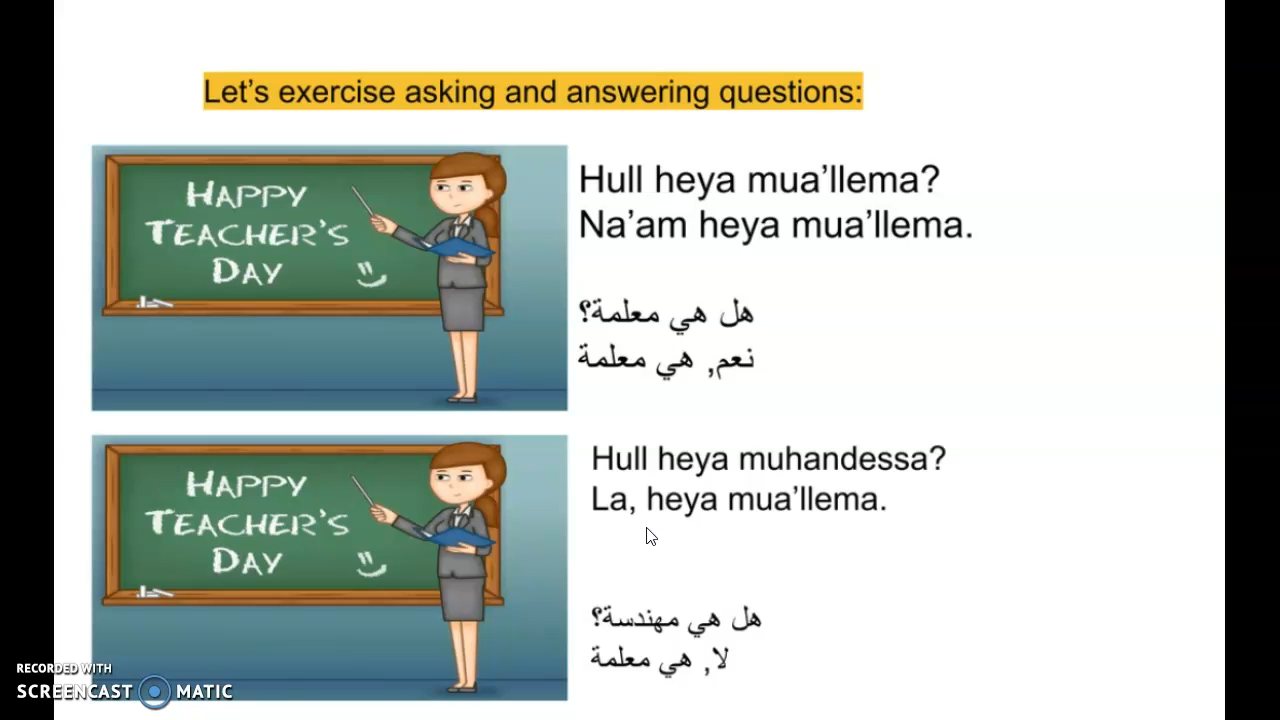 Let's exercise asking and answering questions:
HAPPY
TEACHER'S
DAY
Hull heya mua'llema?
Na'am heya mua'llema.
هل هي معلمة؟
نعم, هي معلمة
HAPPY
TEACHER'S
DAY
Hull heya muhandessa?
La, heya mua'llema.
هل هي مهندسة؟
لا, هي معلمة
RECORDED WITH
SCREENCAST MATIC